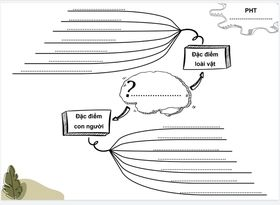 PHT
Đặc điểm
loài vật
?
Đặc điểm
con người